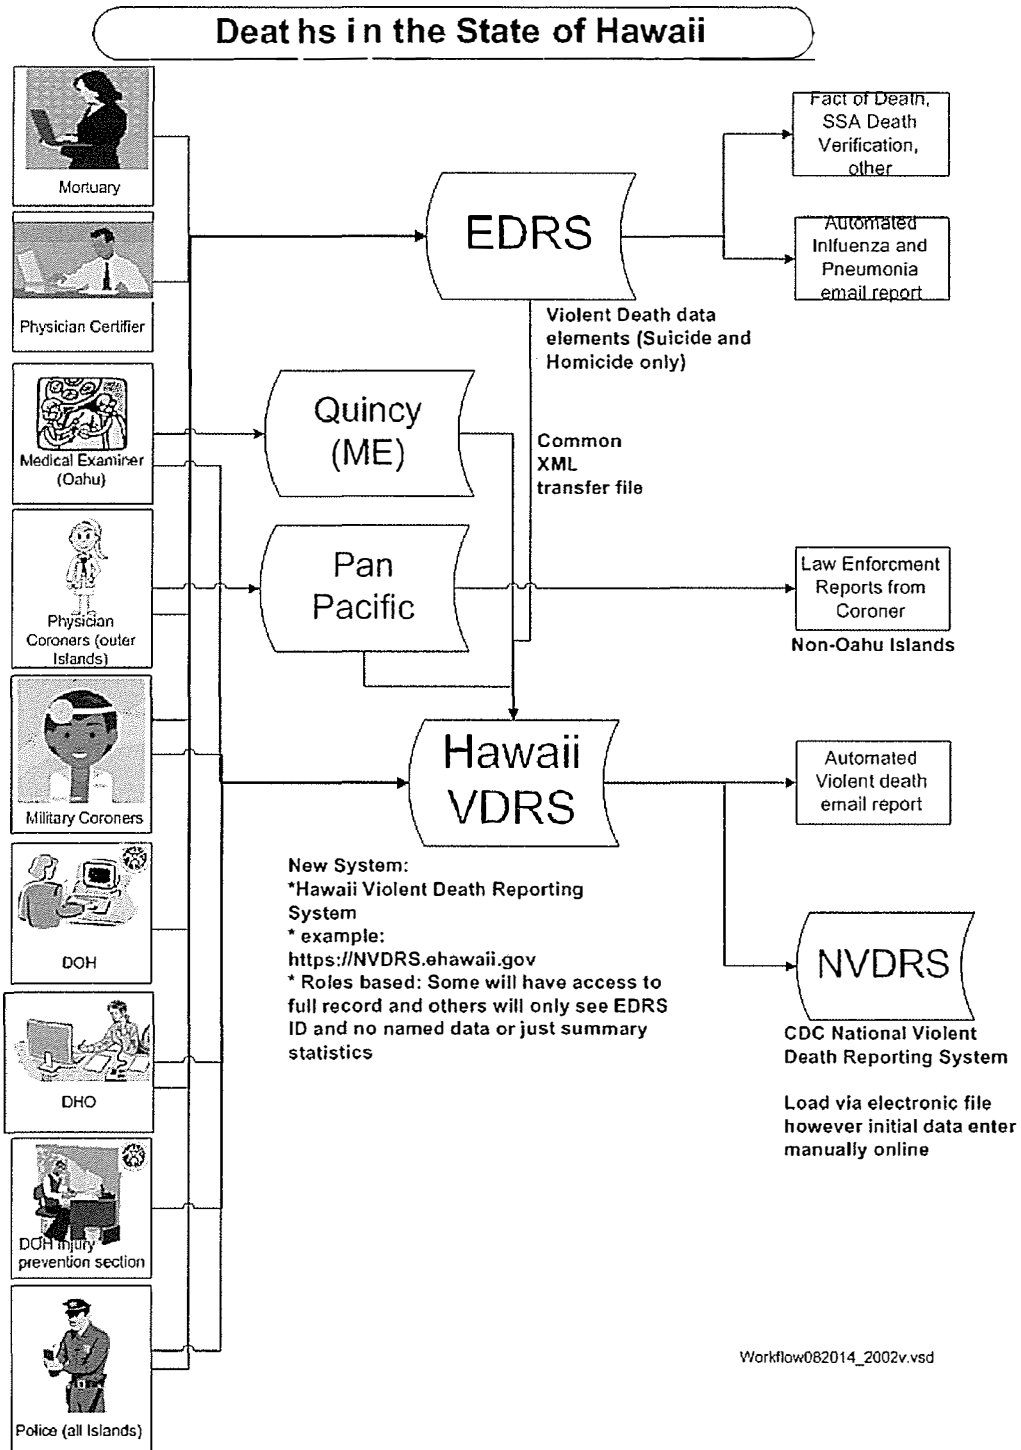 Deaths in the State of Hawaii
Mortuary
Physician Certifier
Medical Examiner
(Oahu)
Physician
Coroners (outer
Islands)
Military Coroners
DOH
DHO
DOH Injury
prevention section
Police (all Islands)
EDRS
Fact of Death,
SSA Death
Verification,
other
Automated
Inlfuenza and
Pneumonia
email report
Violent Death data
elements (Suicide and
Homicide only)
Quincy
(ME)
Common
XML
transfer file
Pan
Pacific
Law Enforcment
Reports from
Coroner
Non-Oahu Islands
Hawaii
VDRS
Automated
Violent death
email report
New System:
*Hawaii Violent Death Reporting
System
* example:
https://NVDRS.ehawaii.gov
* Roles based: Some will have access to
full record and others will only see EDRS
ID and no named data or just summary
statistics
NVDRS
CDC National Violent
Death Reporting System
Load via electronic file
however initial data enter
manually online
Workflow082014_2002v.vsd